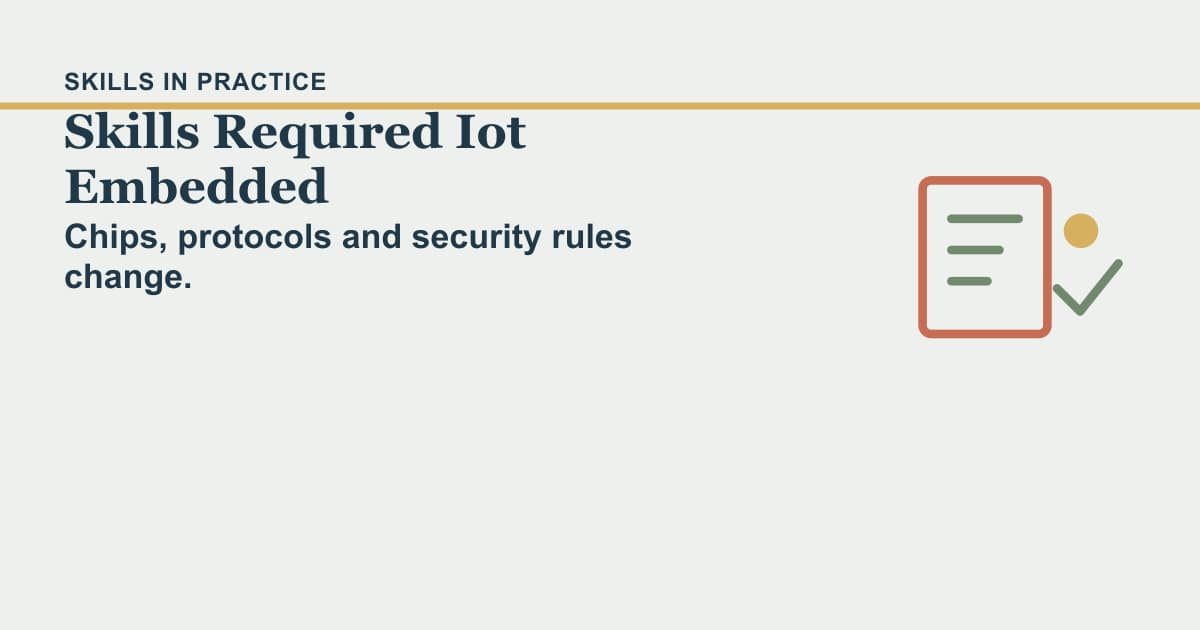 SKILLS IN PRACTICE
Skills Required Iot
Embedded
Chips, protocols and security rules
change.